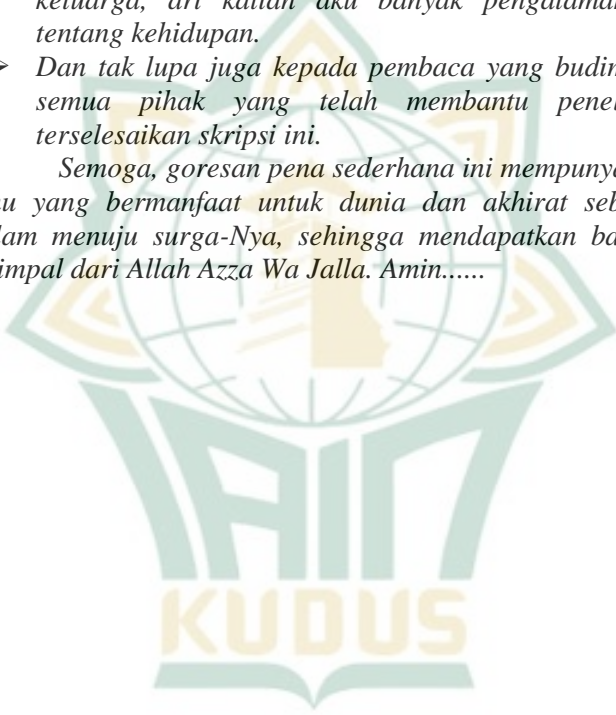 keluarga, ari kalian aku banyak pengalaman
tentang kehidupan.
➢ Dan tak lupa juga kepada pembaca yang budim
semua pihak yang telah membantu penel
terselesaikan skripsi ini.
Semoga, goresan pena sederhana ini mempunya
u yang bermanfaat untuk dunia dan akhirat seb
lam menuju surga-Nya, sehingga mendapatkan ba
impal dari Allah Azza Wa Jalla. Amin......
IAIN
KUDUS